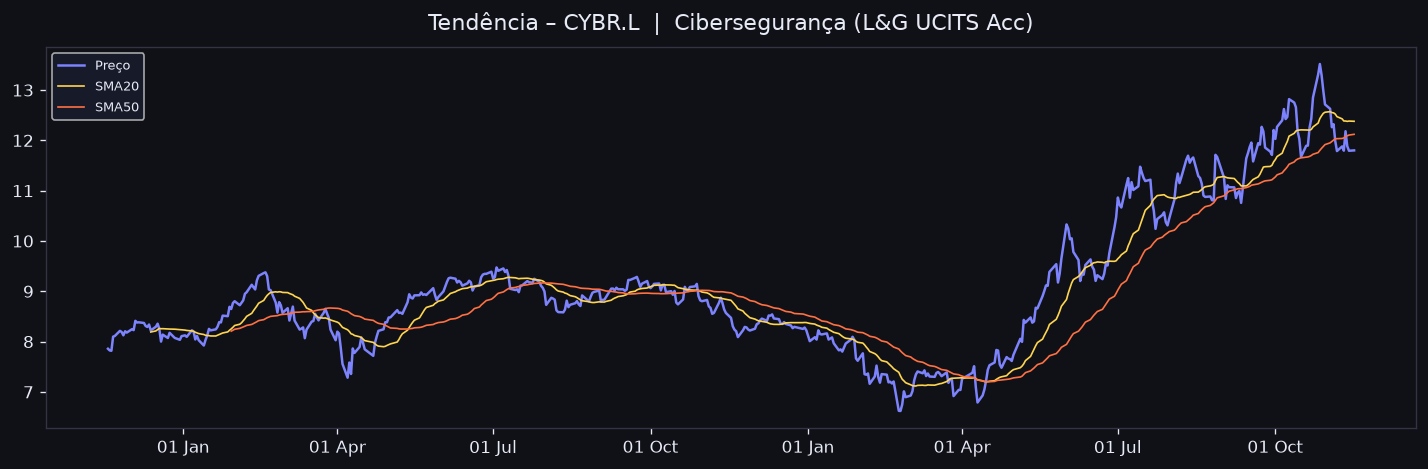 Tendência – CYBR.L | Cibersegurança (L&G UCITS Acc)
Preço
SMA20
SMA50
13
12
11
10
9
8
7
01 Jan
01 Apr
01 Jul
01 Oct
01 Jan
01 Apr
01 Jul
01 Oct